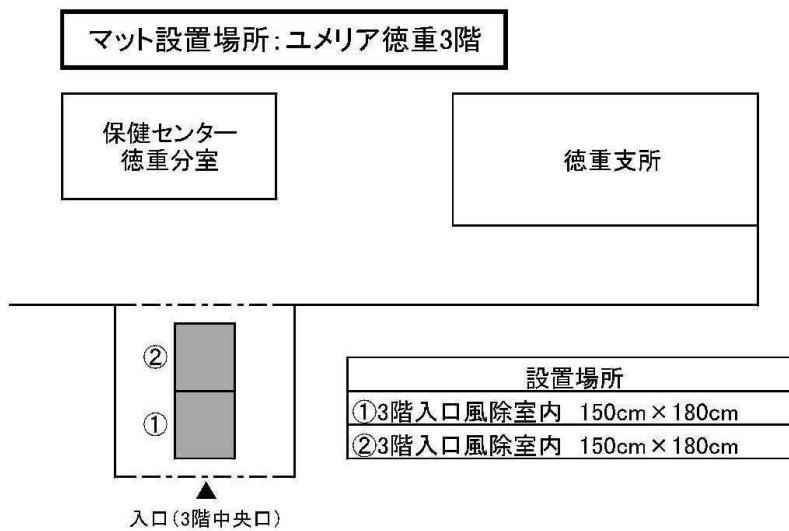 マット設置場所:ユメリア徳重3階
保健センター
徳重分室
徳重支所
②
①
設置場所
①3階入口風除室内 150cm×180cm
②3階入口風除室内 150cm×180cm
入口(3階中央口)